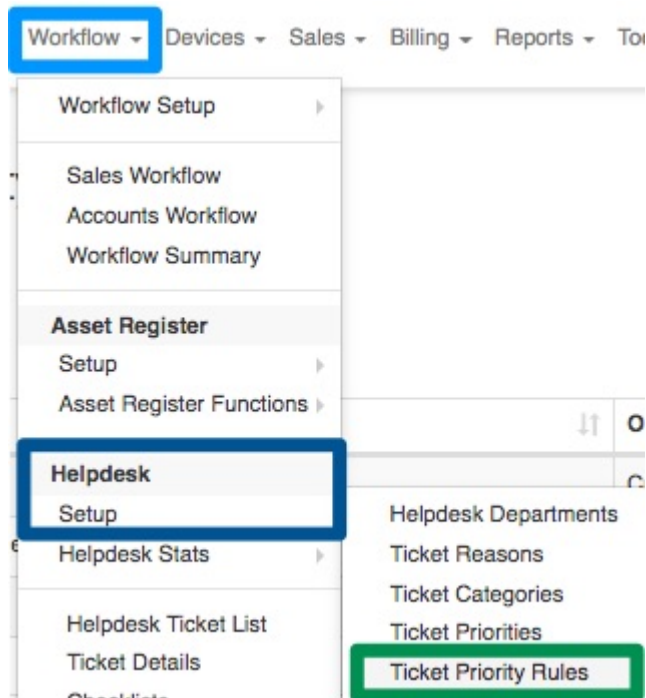 Workflow Devices Sales Billing Reports
Workflow Setup
Sales Workflow
Accounts Workflow
Workflow Summary
Asset Register
Setup
Asset Register Functions
Helpdesk
Setup
Helpdesk Departments
Helpdesk Stats
Ticket Reasons
Ticket Categories
Helpdesk Ticket List
Ticket Priorities
Ticket Details
Ticket Priority Rules
Checklists